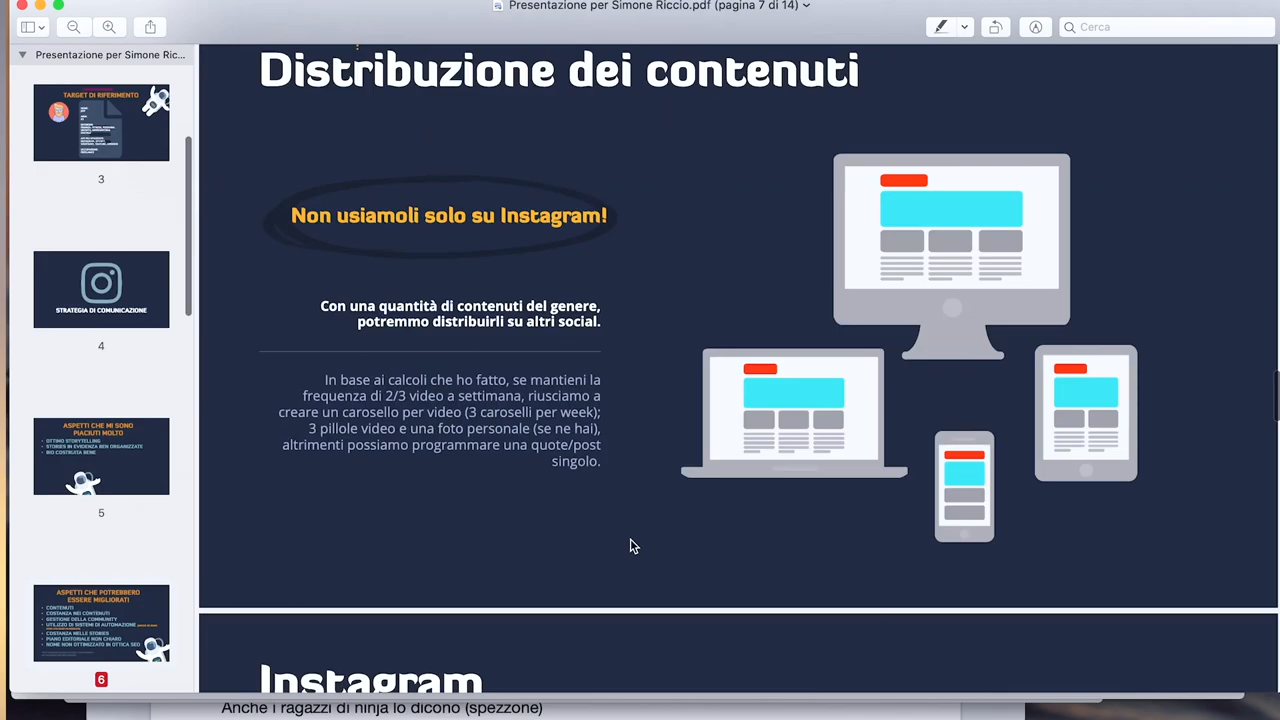 Presentazione per Simone Riccio.pdf (pagina 7 di 14)
Cerca
Presentazione per Simone Ric...
TARGET DI RIFERIMENTO
3
STRATEGIA DI COMUNICAZIONE
4
ASPETTI CHE MI SONO
PIACIUTI MOLTO
OTTIMO STORYTELLING
STORIES IN EVIDENZA BEN ORGANIZZATE
BIO COSTRUITA BENE
5
ASPETTI CHE POTREBBERO
ESSERE MIGLIORATI
CONTENUTI
COSTANZA NEI CONTENUTI
GESTIONE DELLA COMMUNITY
UTILIZZO DI SISTEMI DI AUTOMAZIONE
COSTANZA NELLE STORIES
PIANO EDITORIALE NON CHIARO
NOME NON OTTIMIZZATO IN OTTICA SEO
6
Distribuzione dei contenuti
Non usiamoli solo su Instagram!
Con una quantità di contenuti del genere,
potremmo distribuirli su altri social.
In base ai calcoli che ho fatto, se mantieni la
frequenza di 2/3 video a settimana, riusciamo a
creare un carosello per video (3 caroselli per week);
3 pillole video e una foto personale (se ne hai),
altrimenti possiamo programmare una quote/post
singolo.
Instagram
Anche i ragazzi di ninja lo dicono (spezzone)